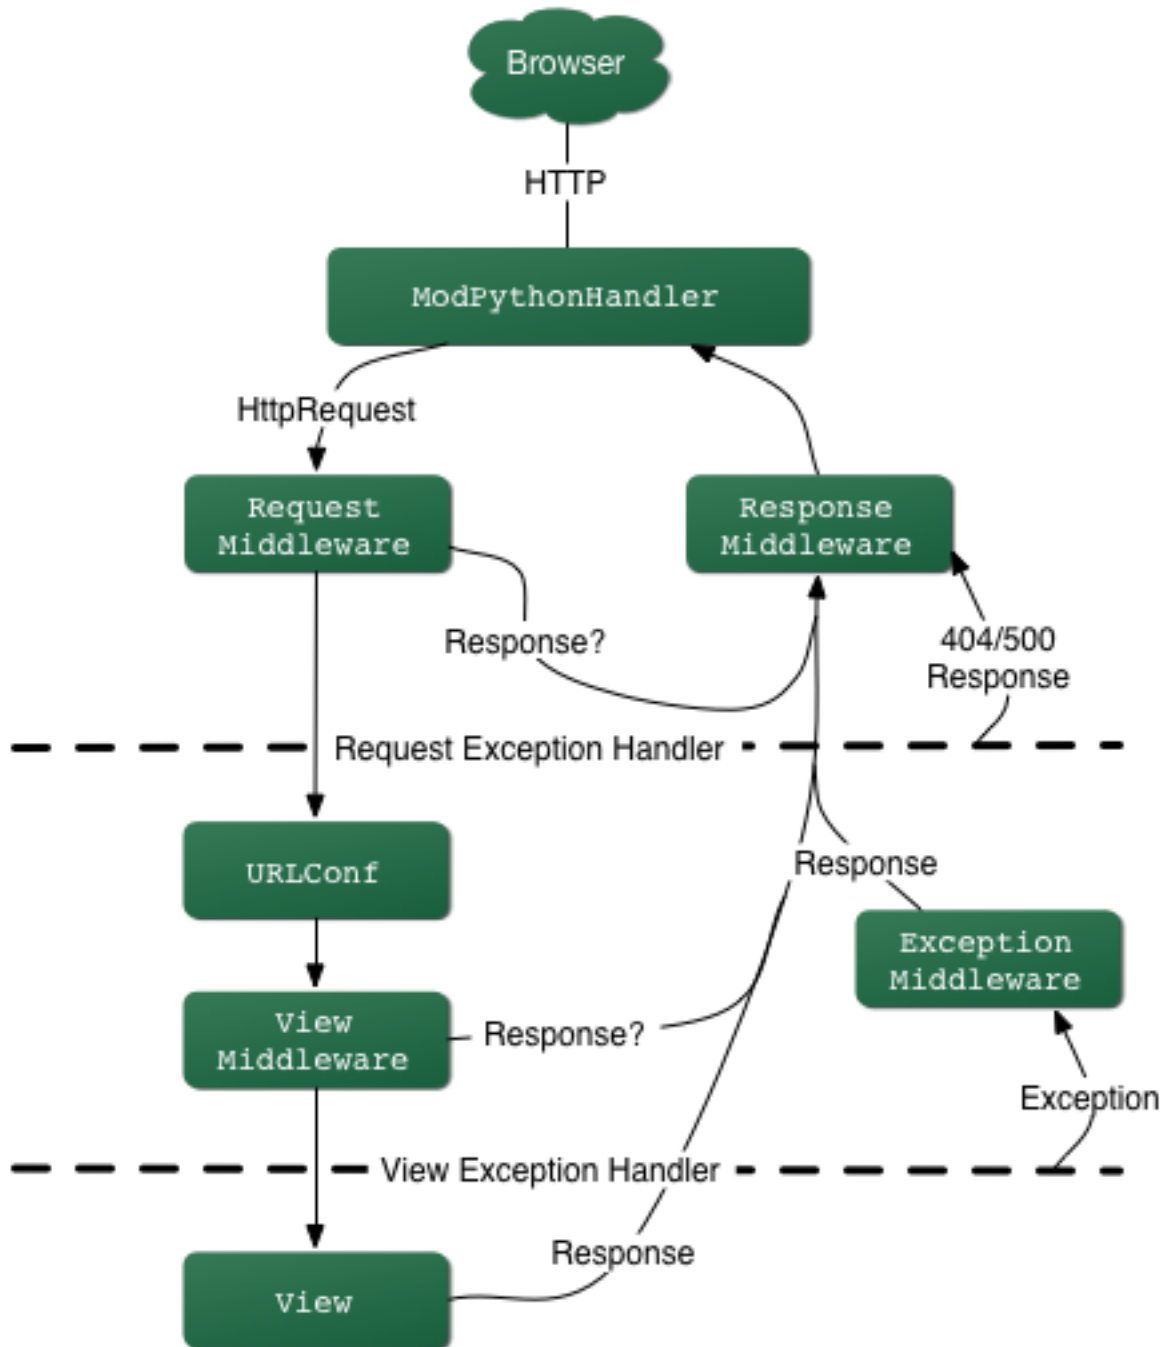 Browser
HTTP
ModPythonHandler
HttpRequest
Request
Middleware
Response
Middleware
Response?
404/500
Response
Request Exception Handler
URLConf
Response
Exception
Middleware
View
Middleware
Response?
Exception
View Exception Handler
Response
View